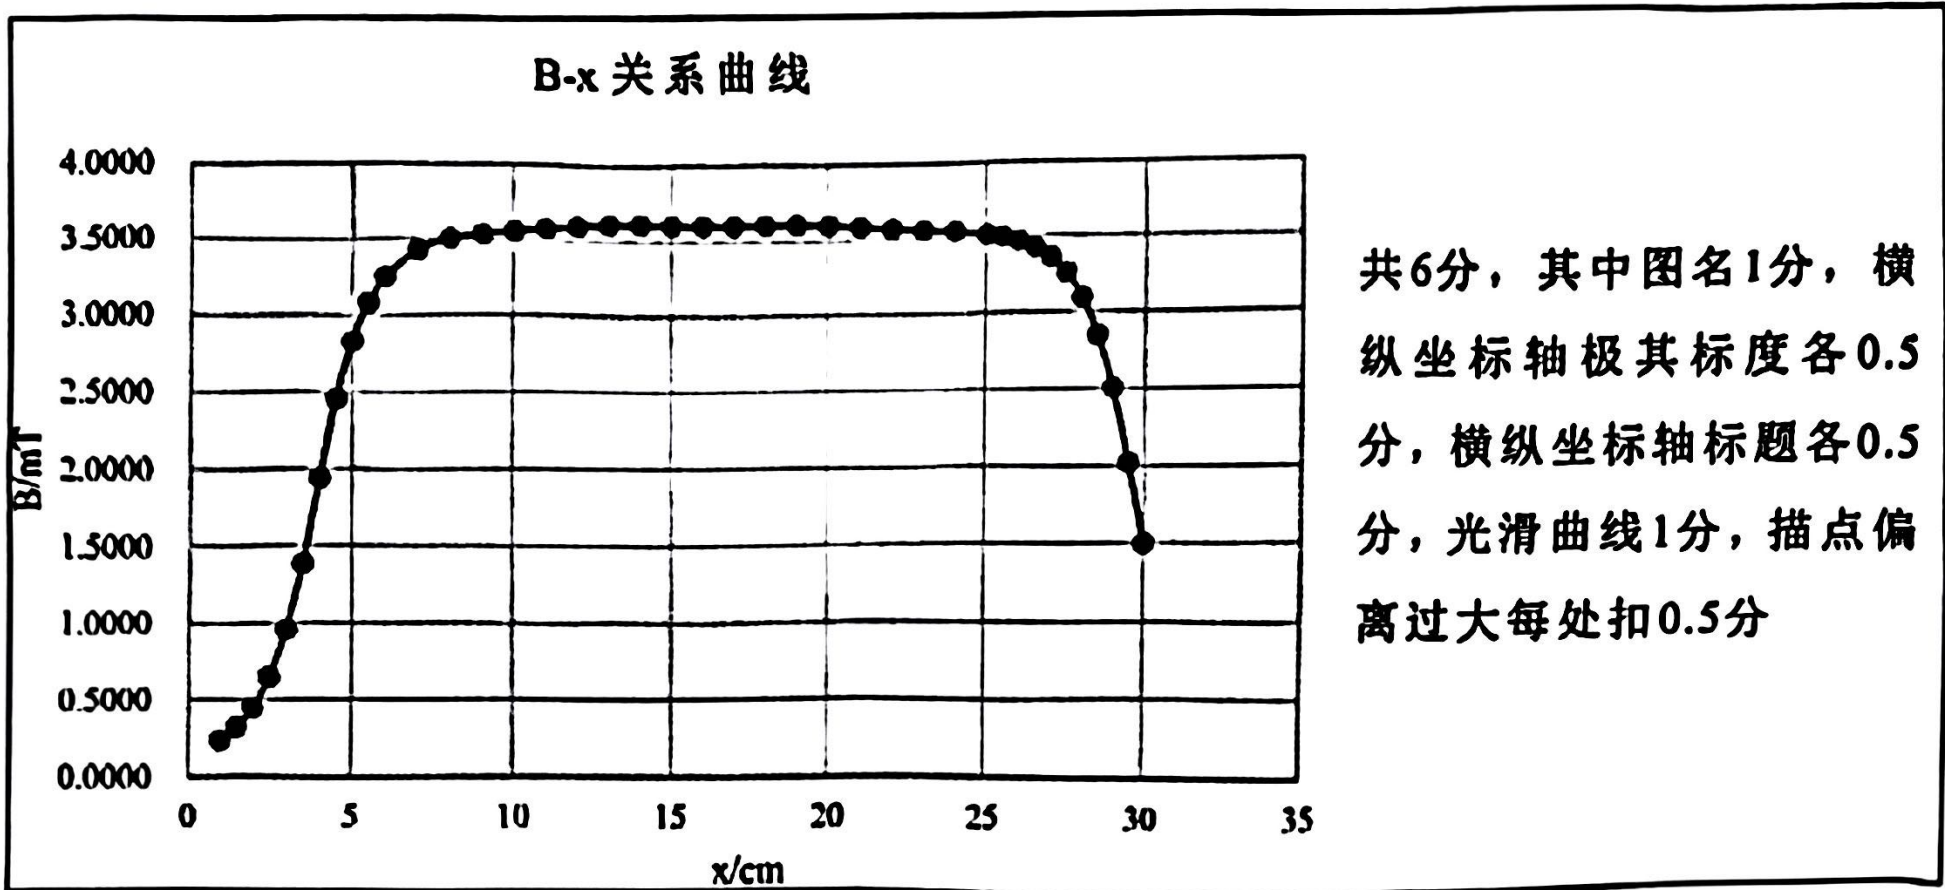 B-x 关系曲线
4.0000
3.5000
3.0000
2.5000
2.0000
1.5000
1.0000
0.5000
0.0000
B/mT
0 5 10 15 20 25 30 35
x/cm
共6分，其中图名1分，横
纵坐标轴极其标度各0.5
分，横纵坐标轴标题各0.5
分，光滑曲线1分，描点偏
离过大每处扣0.5分